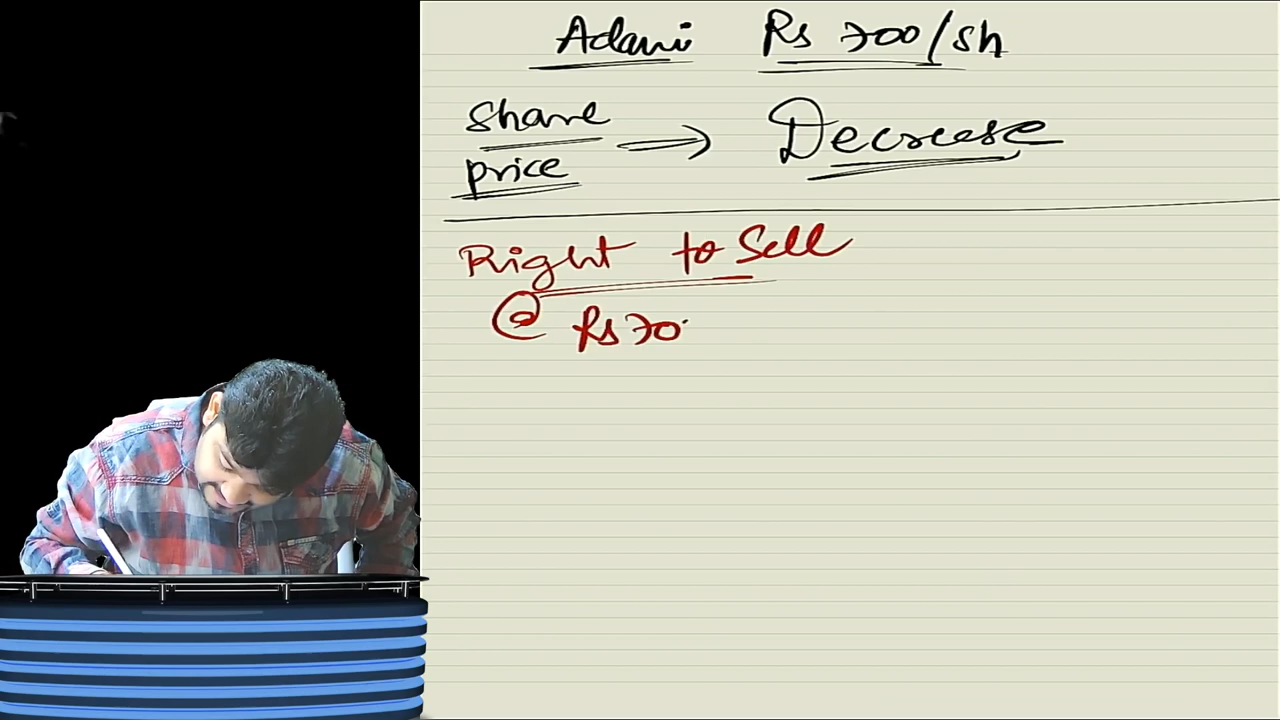 Adani Rs 700/sh
Share
price ⇒ Decrease
Right to Sell
@ Rs 70